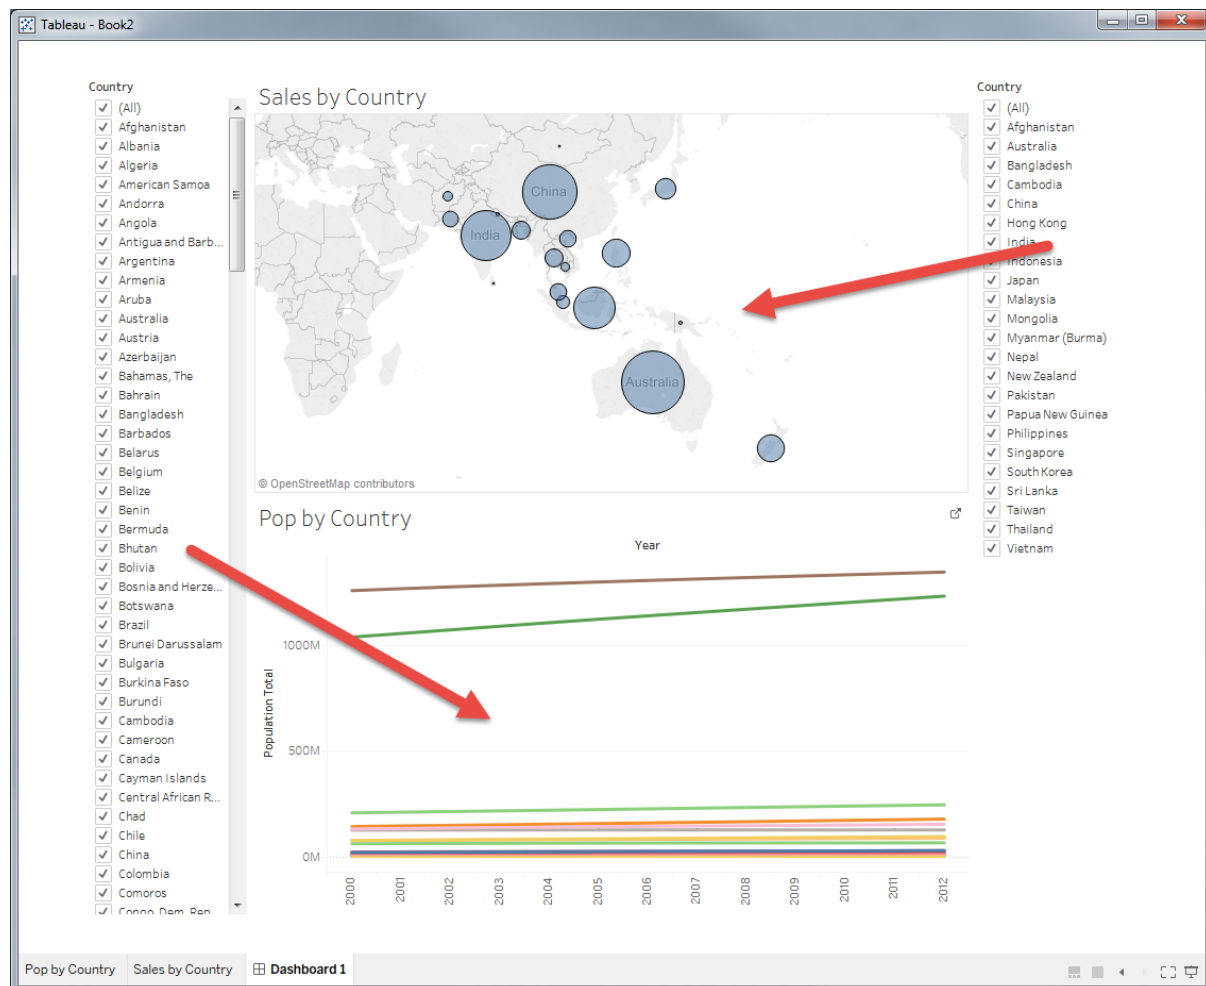 Tableau - Book2
Country
(All)
Afghanistan
Albania
Algeria
American Samoa
Andorra
Angola
Antigua and Barb...
Argentina
Armenia
Aruba
Australia
Austria
Azerbaijan
Bahamas, The
Bahrain
Bangladesh
Barbados
Belarus
Belgium
Belize
Benin
Bermuda
Bhutan
Bolivia
Bosnia and Herze...
Botswana
Brazil
Brunei Darussalam
Bulgaria
Burkina Faso
Burundi
Cambodia
Cameroon
Canada
Cayman Islands
Central African R...
Chad
Chile
China
Colombia
Comoros
Congo, Dem. Rep
Sales by Country
China
India
Australia
© OpenStreetMap contributors
Pop by Country
Year
Population Total
1000M
500M
0M
2000
2001
2002
2003
2004
2005
2006
2007
2008
2009
2010
2011
2012
Country
(All)
Afghanistan
Australia
Bangladesh
Cambodia
China
Hong Kong
India
Indonesia
Japan
Malaysia
Mongolia
Myanmar (Burma)
Nepal
New Zealand
Pakistan
Papua New Guinea
Philippines
Singapore
South Korea
Sri Lanka
Taiwan
Thailand
Vietnam
Pop by Country
Sales by Country
Dashboard 1